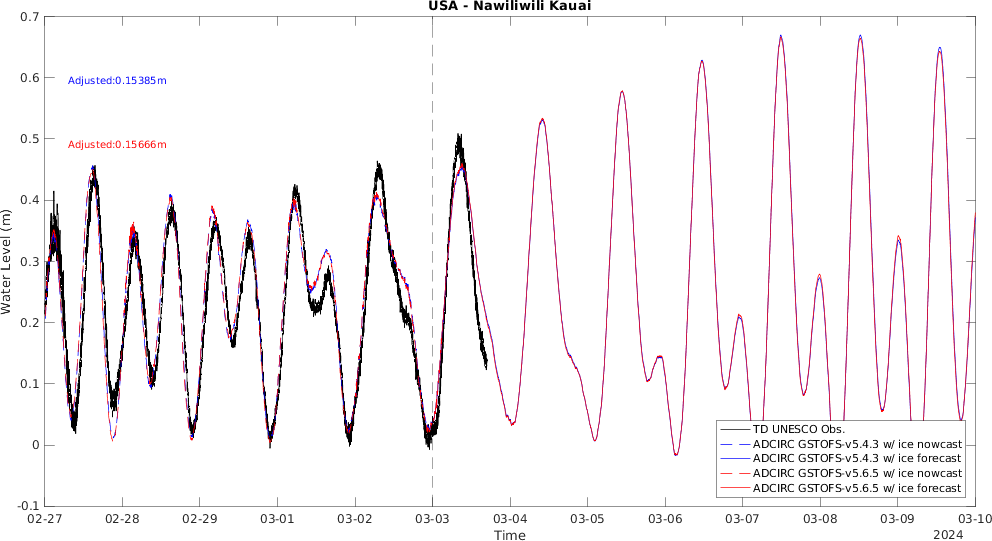 USA - Nawiliwili Kauai
0.7
0.6
0.5
0.4
0.3
0.2
0.1
0
-0.1
Water Level (m)
Adjusted:0.15385m
Adjusted:0.15666m
TD UNESCO Obs.
ADCIRC GSTOFS-v5.4.3 w/ ice nowcast
ADCIRC GSTOFS-v5.4.3 w/ ice forecast
ADCIRC GSTOFS-v5.6.5 w/ ice nowcast
ADCIRC GSTOFS-v5.6.5 w/ ice forecast
02-27 02-28 02-29 03-01 03-02 03-03 03-04 03-05 03-06 03-07 03-08 03-09 03-10
Time
2024